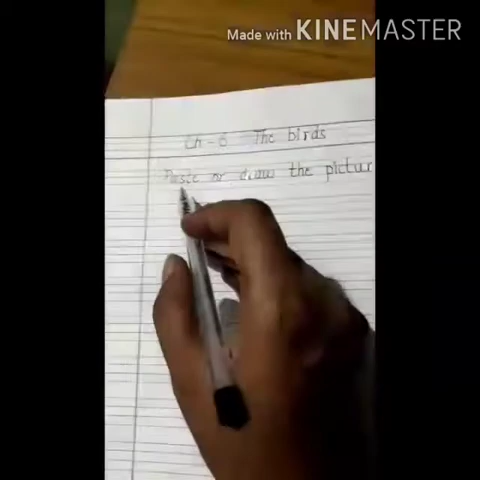 Made with KINEMASTER
Ch - 6 The birds
Paste or draw the pictur